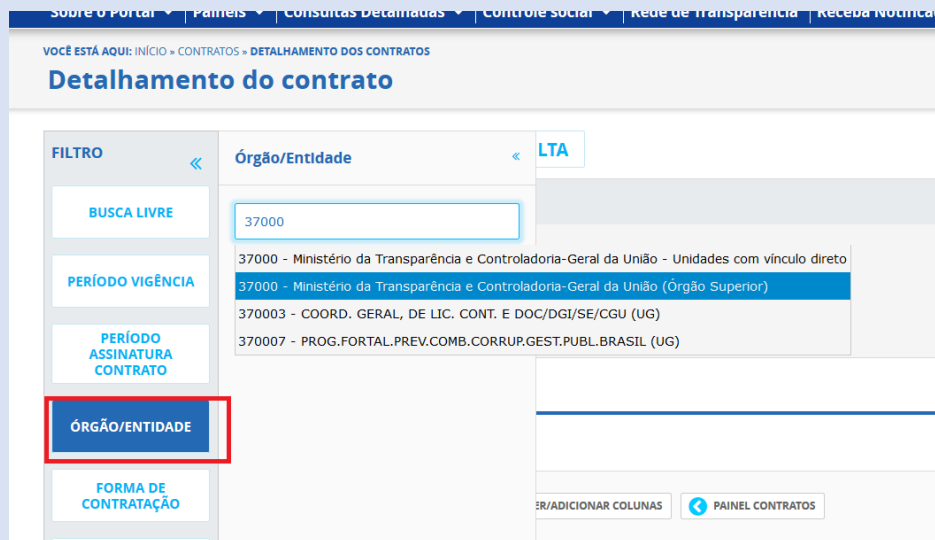 Sobre o Portal | Painéis | Consultas Detalhadas | Controle social | Rede de Transparência | Receba Notificaç
VOCÊ ESTÁ AQUI: INÍCIO » CONTRATOS » DETALHAMENTO DOS CONTRATOS
Detalhamento do contrato
FILTRO «
Órgão/Entidade «
LTA
BUSCA LIVRE
37000
PERÍODO VIGÊNCIA
37000 - Ministério da Transparência e Controladoria-Geral da União - Unidades com vínculo direto
37000 - Ministério da Transparência e Controladoria-Geral da União (Órgão Superior)
370003 - COORD. GERAL, DE LIC. CONT. E DOC/DGI/SE/CGU (UG)
370007 - PROG.FORTAL.PREV.COMB.CORRUP.GEST.PUBL.BRASIL (UG)
PERÍODO
ASSINATURA
CONTRATO
ÓRGÃO/ENTIDADE
FORMA DE
CONTRATAÇÃO
ER/ADICIONAR COLUNAS
PAINEL CONTRATOS